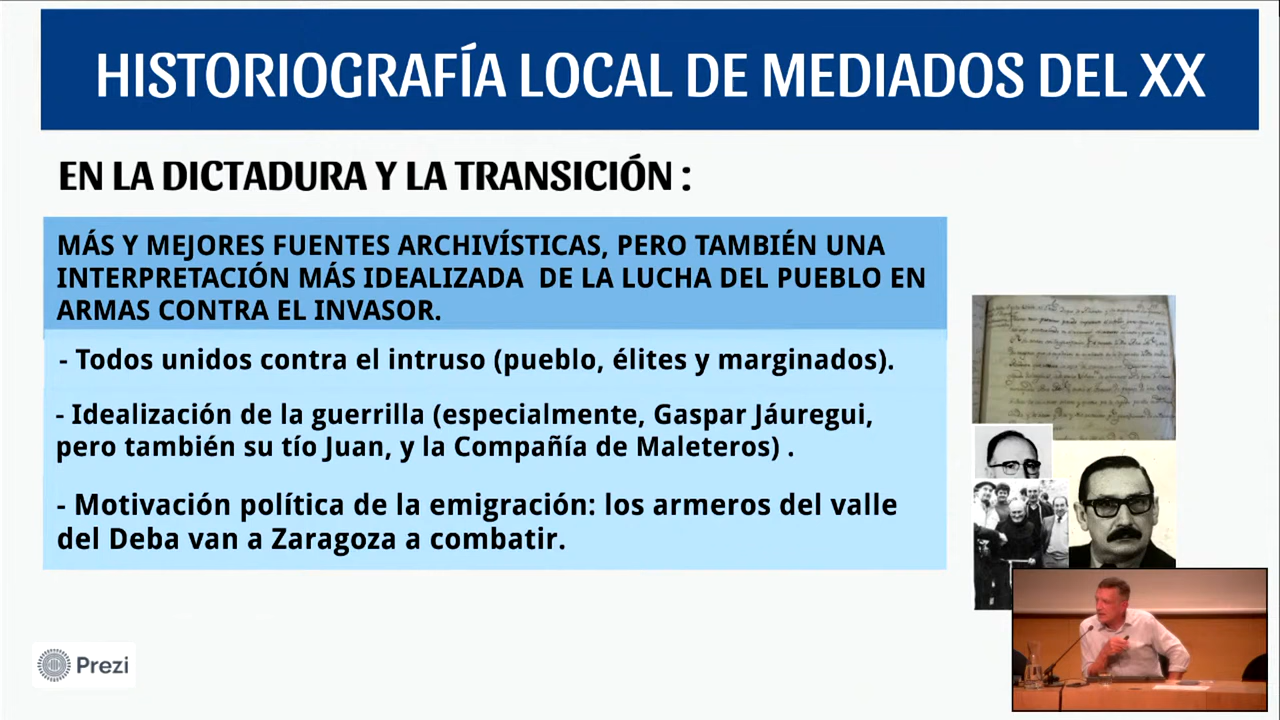 HISTORIOGRAFÍA LOCAL DE MEDIADOS DEL XX
EN LA DICTADURA Y LA TRANSICIÓN :
MÁS Y MEJORES FUENTES ARCHIVÍSTICAS, PERO TAMBIÉN UNA
INTERPRETACIÓN MÁS IDEALIZADA DE LA LUCHA DEL PUEBLO EN
ARMAS CONTRA EL INVASOR.
- Todos unidos contra el intruso (pueblo, élites y marginados).
- Idealización de la guerrilla (especialmente, Gaspar Jáuregui,
pero también su tío Juan, y la Compañía de Maleteros) .
- Motivación política de la emigración: los armeros del valle
del Deba van a Zaragoza a combatir.
Prezi